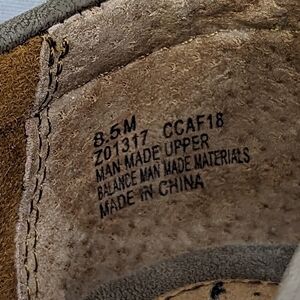 8.5M
Z01317 CCAF18
MAN MADE UPPER
BALANCE MAN MADE MATERIALS
MADE IN CHINA